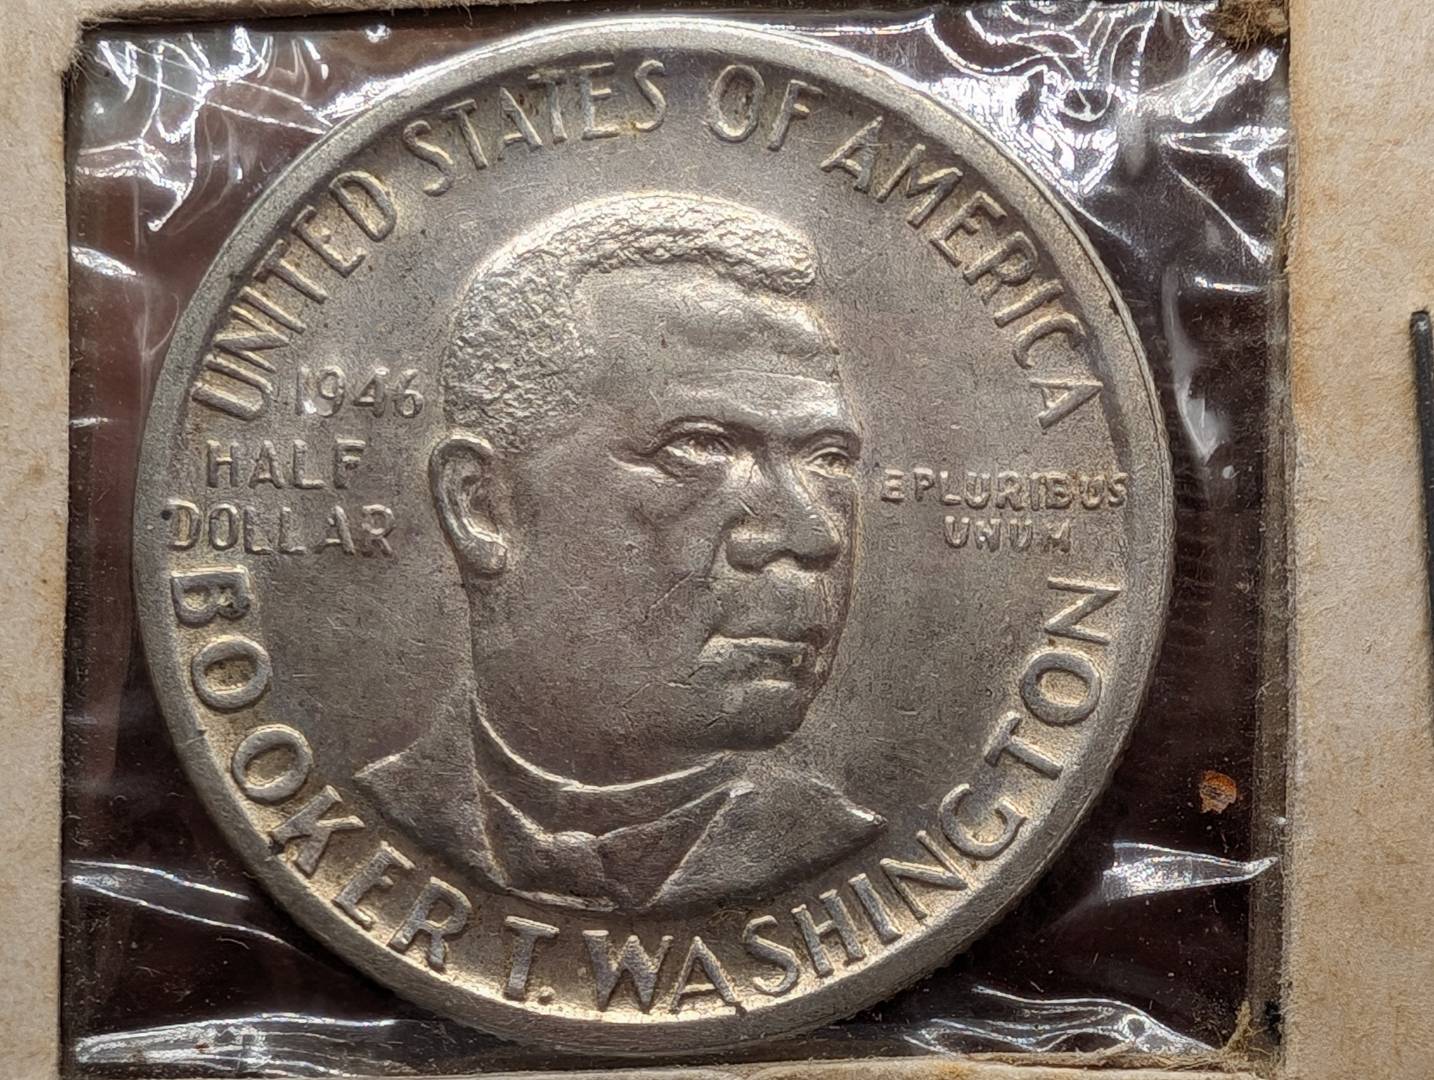 UNITED STATES OF AMERICA
1946
HALF
DOLLAR
E PLURIBUS
UNUM
BOOKER T. WASHINGTON